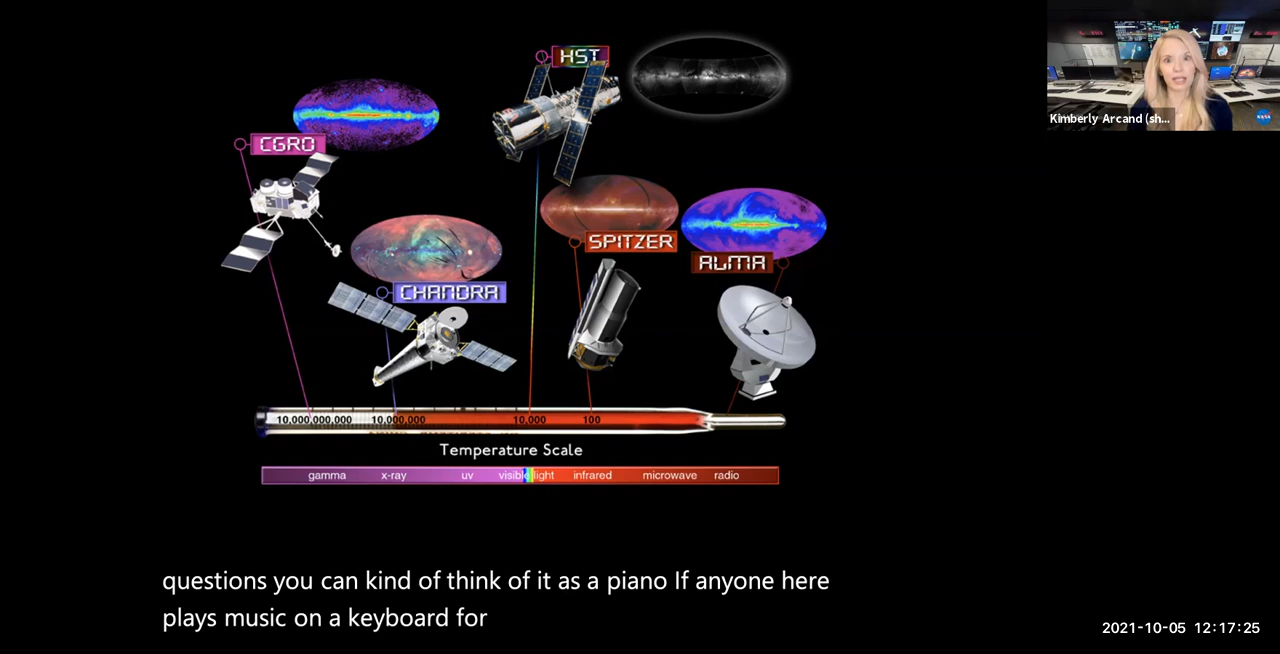 HST
CGRO
SPITZER
ALMA
CHANDRA
10,000,000,000 10,000,000 10,000 100
Temperature Scale
gamma x-ray uv visible light infrared microwave radio
Kimberly Arcand (sh...
NASA
questions you can kind of think of it as a piano If anyone here
plays music on a keyboard for
2021-10-05 12:17:25